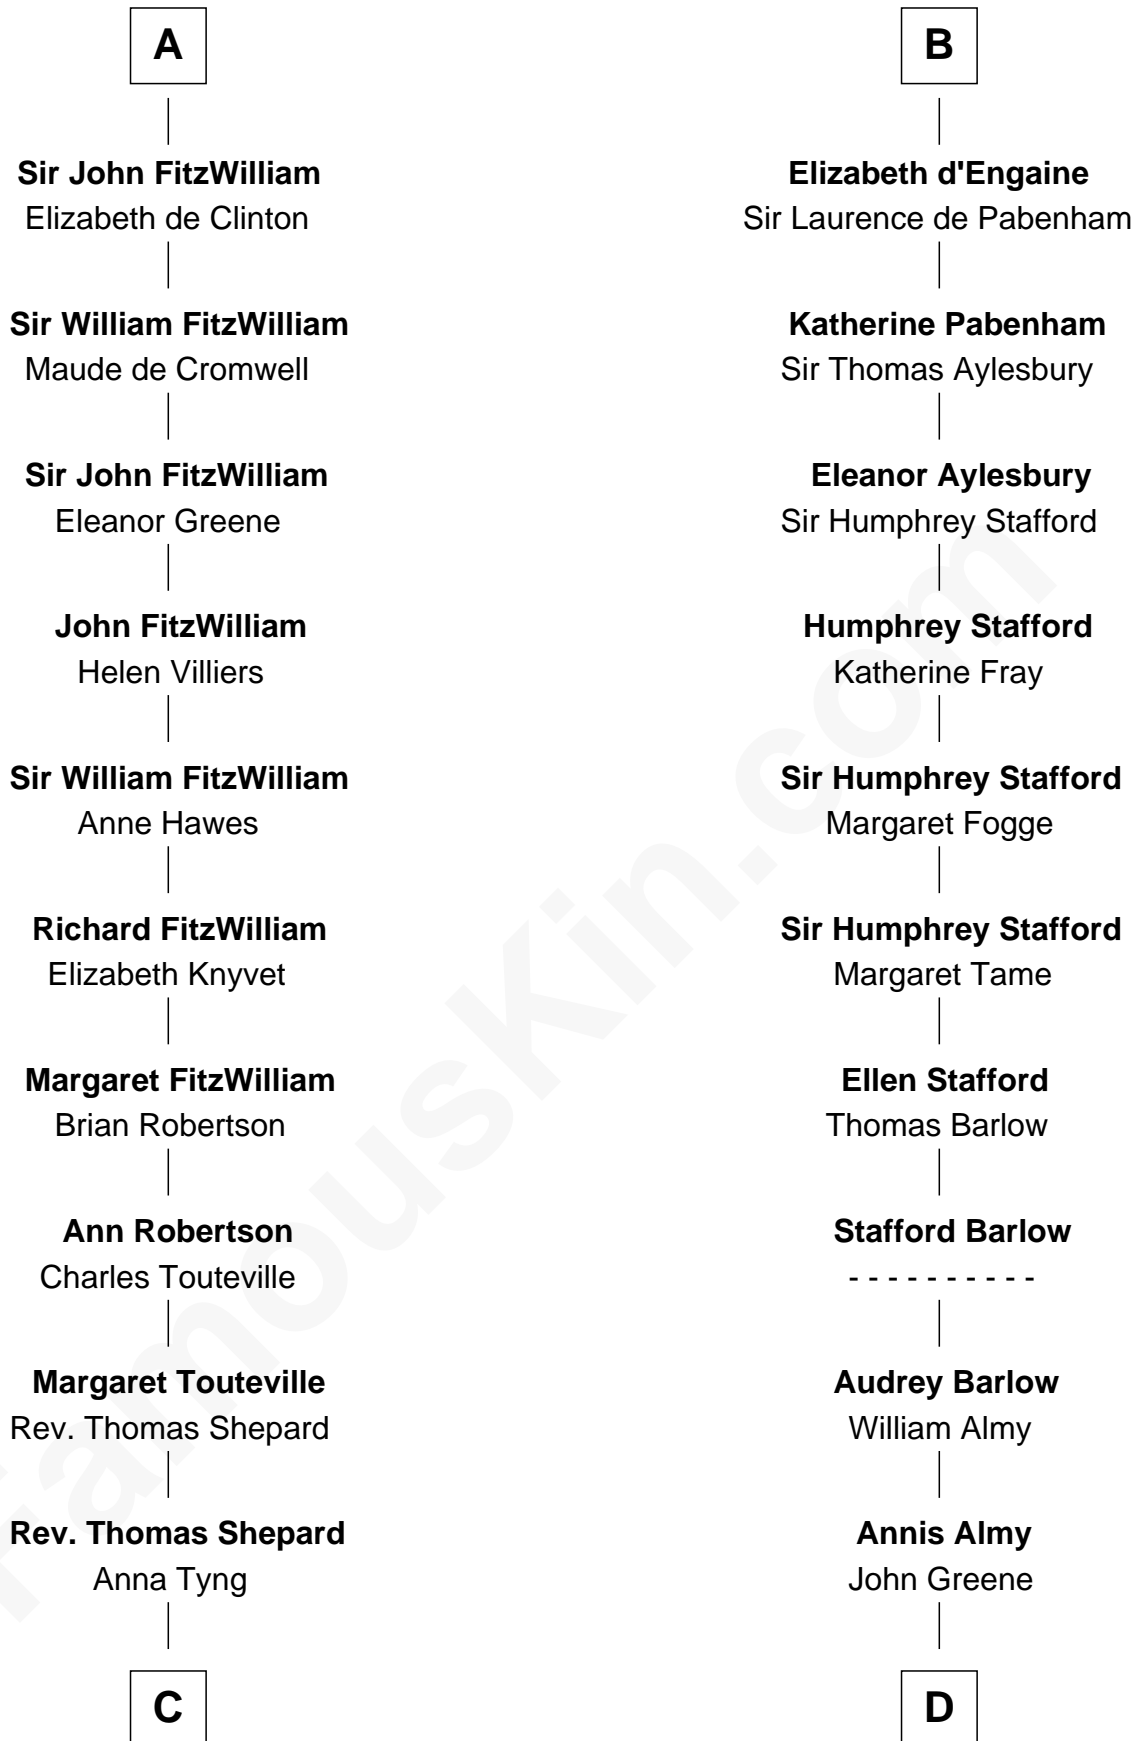 A
Sir John FitzWilliam
Elizabeth de Clinton
Sir William FitzWilliam
Maude de Cromwell
Sir John FitzWilliam
Eleanor Greene
John FitzWilliam
Helen Villiers
Sir William FitzWilliam
Anne Hawes
Richard FitzWilliam
Elizabeth Knyvet
Margaret FitzWilliam
Brian Robertson
Ann Robertson
Charles Touteville
Margaret Touteville
Rev. Thomas Shepard
Rev. Thomas Shepard
Anna Tyng
C
B
Elizabeth d'Engaine
Sir Laurence de Pabenham
Katherine Pabenham
Sir Thomas Aylesbury
Eleanor Aylesbury
Sir Humphrey Stafford
Humphrey Stafford
Katherine Fray
Sir Humphrey Stafford
Margaret Fogge
Sir Humphrey Stafford
Margaret Tame
Ellen Stafford
Thomas Barlow
Stafford Barlow
- - - - - - - - - -
Audrey Barlow
William Almy
Annis Almy
John Greene
D
FamousKin.com